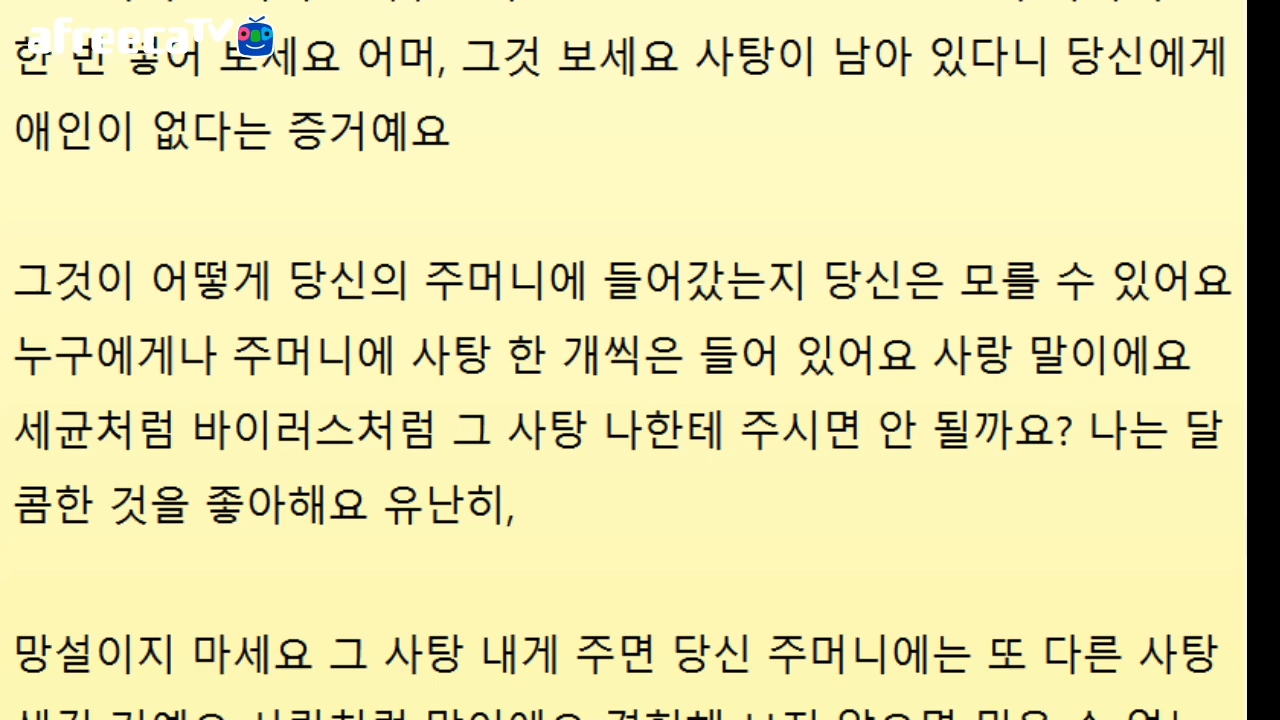 afreecaTV
한 번 넣어 보세요 어머, 그것 보세요 사탕이 남아 있다니 당신에게
애인이 없다는 증거예요
그것이 어떻게 당신의 주머니에 들어갔는지 당신은 모를 수 있어요
누구에게나 주머니에 사탕 한 개씩은 들어 있어요 사랑 말이에요
세균처럼 바이러스처럼 그 사탕 나한테 주시면 안 될까요? 나는 달
콤한 것을 좋아해요 유난히,
망설이지 마세요 그 사탕 내게 주면 당신 주머니에는 또 다른 사탕